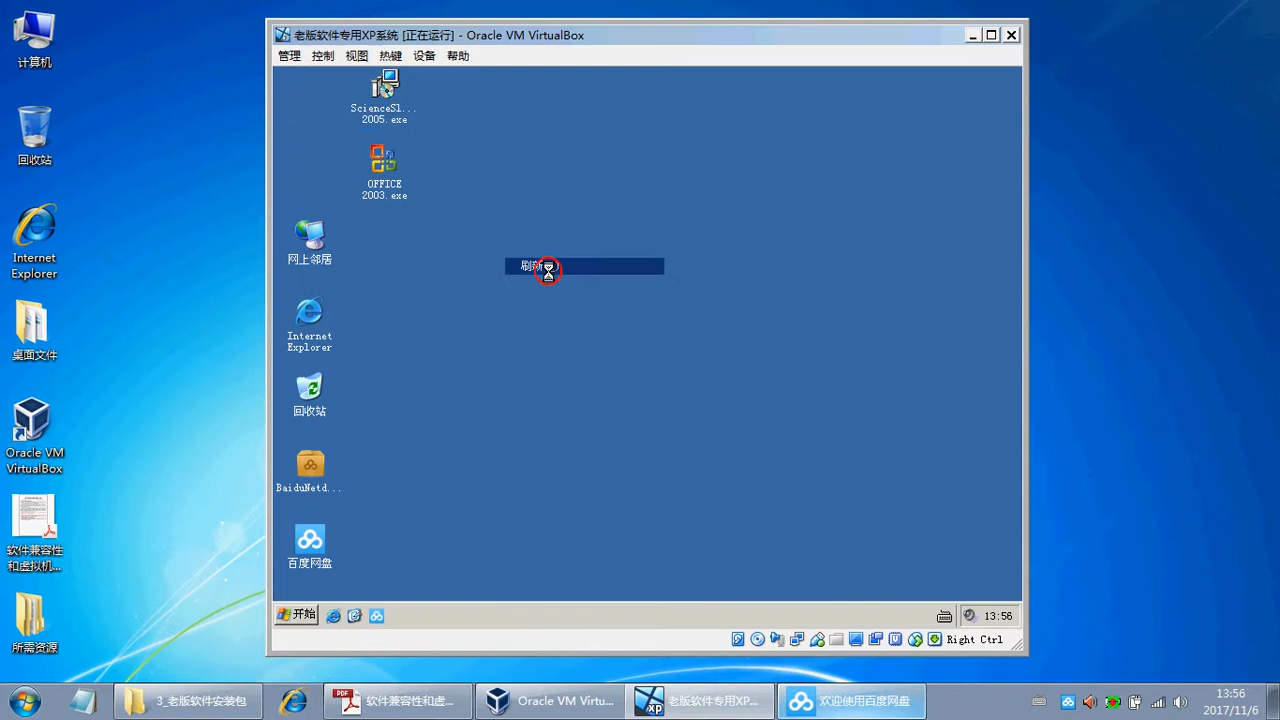 计算机
回收站
Internet
Explorer
桌面文件
Oracle VM
VirtualBox
软件兼容性
和虚拟机...
所需资源
老版软件专用XP系统 [正在运行] - Oracle VM VirtualBox
管理 控制 视图 热键 设备 帮助
ScienceSl...
2005.exe
OFFICE
2003.exe
网上邻居
Internet
Explorer
回收站
BaiduNetd...
百度网盘
刷新
开始
13:56
Right Ctrl
3_老版软件安装包
软件兼容性和虚...
Oracle VM Virtu...
老版软件专用XP...
欢迎使用百度网盘
13:56
2017/11/6